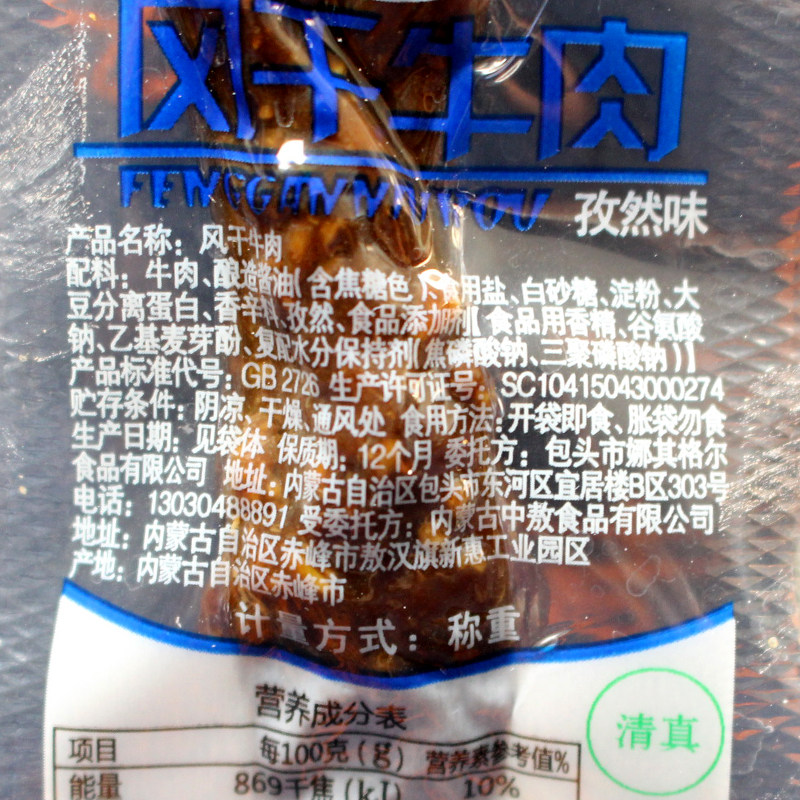 风干牛肉
FENGGANNIUROU 孜然味
产品名称：风干牛肉
配料：牛肉、酿造酱油(含焦糖色)、食用盐、白砂糖、淀粉、大
豆分离蛋白、香辛料、孜然、食品添加剂【食品用香精、谷氨酸
钠、乙基麦芽酚、复配水分保持剂(焦磷酸钠、三聚磷酸钠)】
产品标准代号：GB 2726 生产许可证号：SC10415043000274
贮存条件：阴凉、干燥、通风处 食用方法：开袋即食、胀袋勿食
生产日期：见袋体 保质期：12个月 委托方：包头市娜其格尔
食品有限公司 地址：内蒙古自治区包头市东河区宜居楼B区303号
电话：13030488891 受委托方：内蒙古中敖食品有限公司
地址：内蒙古自治区赤峰市敖汉旗新惠工业园区
产地：内蒙古自治区赤峰市
计量方式：称重
营养成分表
项目 每100克(g) 营养素参考值%
能量 869千焦(kJ) 10%
清真